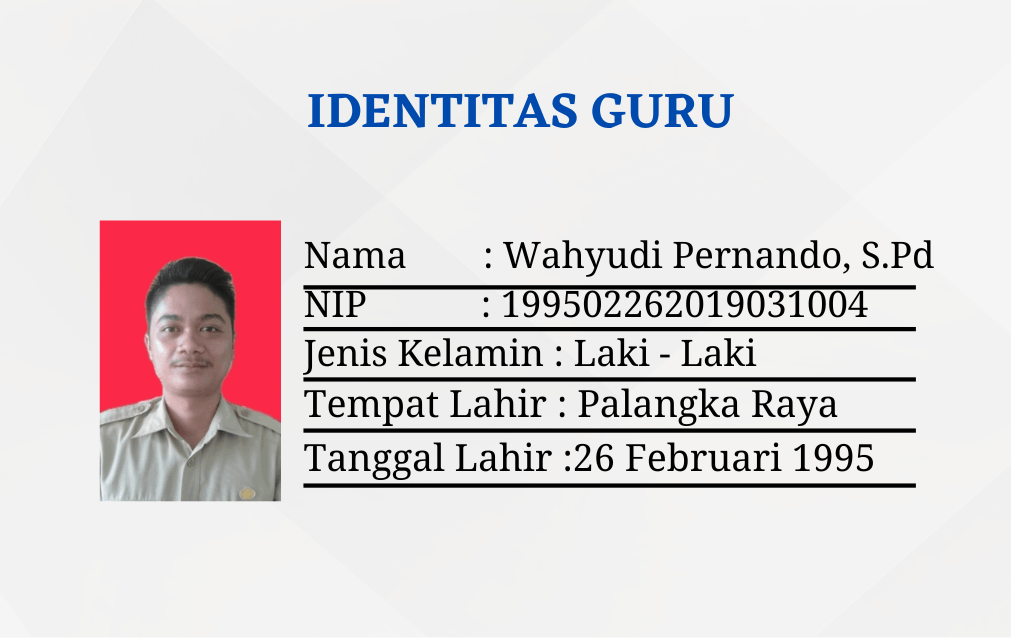 IDENTITAS GURU
Nama : Wahyudi Pernando, S.Pd
NIP : 199502262019031004
Jenis Kelamin : Laki - Laki
Tempat Lahir : Palangka Raya
Tanggal Lahir :26 Februari 1995